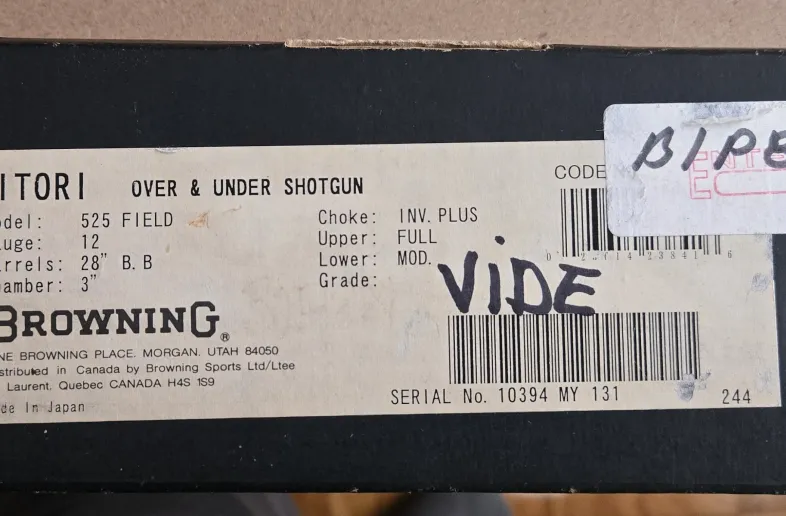 ITORI OVER & UNDER SHOTGUN
odel: 525 FIELD
uge: 12
rrels: 28" B.B
amber: 3"
Choke: INV. PLUS
Upper: FULL
Lower: MOD.
Grade:
CODE
BIPE
VIDE
BROWNING®
NE BROWNING PLACE. MORGAN. UTAH 84050
stributed in Canada by Browning Sports Ltd/Ltee
Laurent, Quebec CANADA H4S 1S9
de In Japan
SERIAL No. 10394 MY 131
244